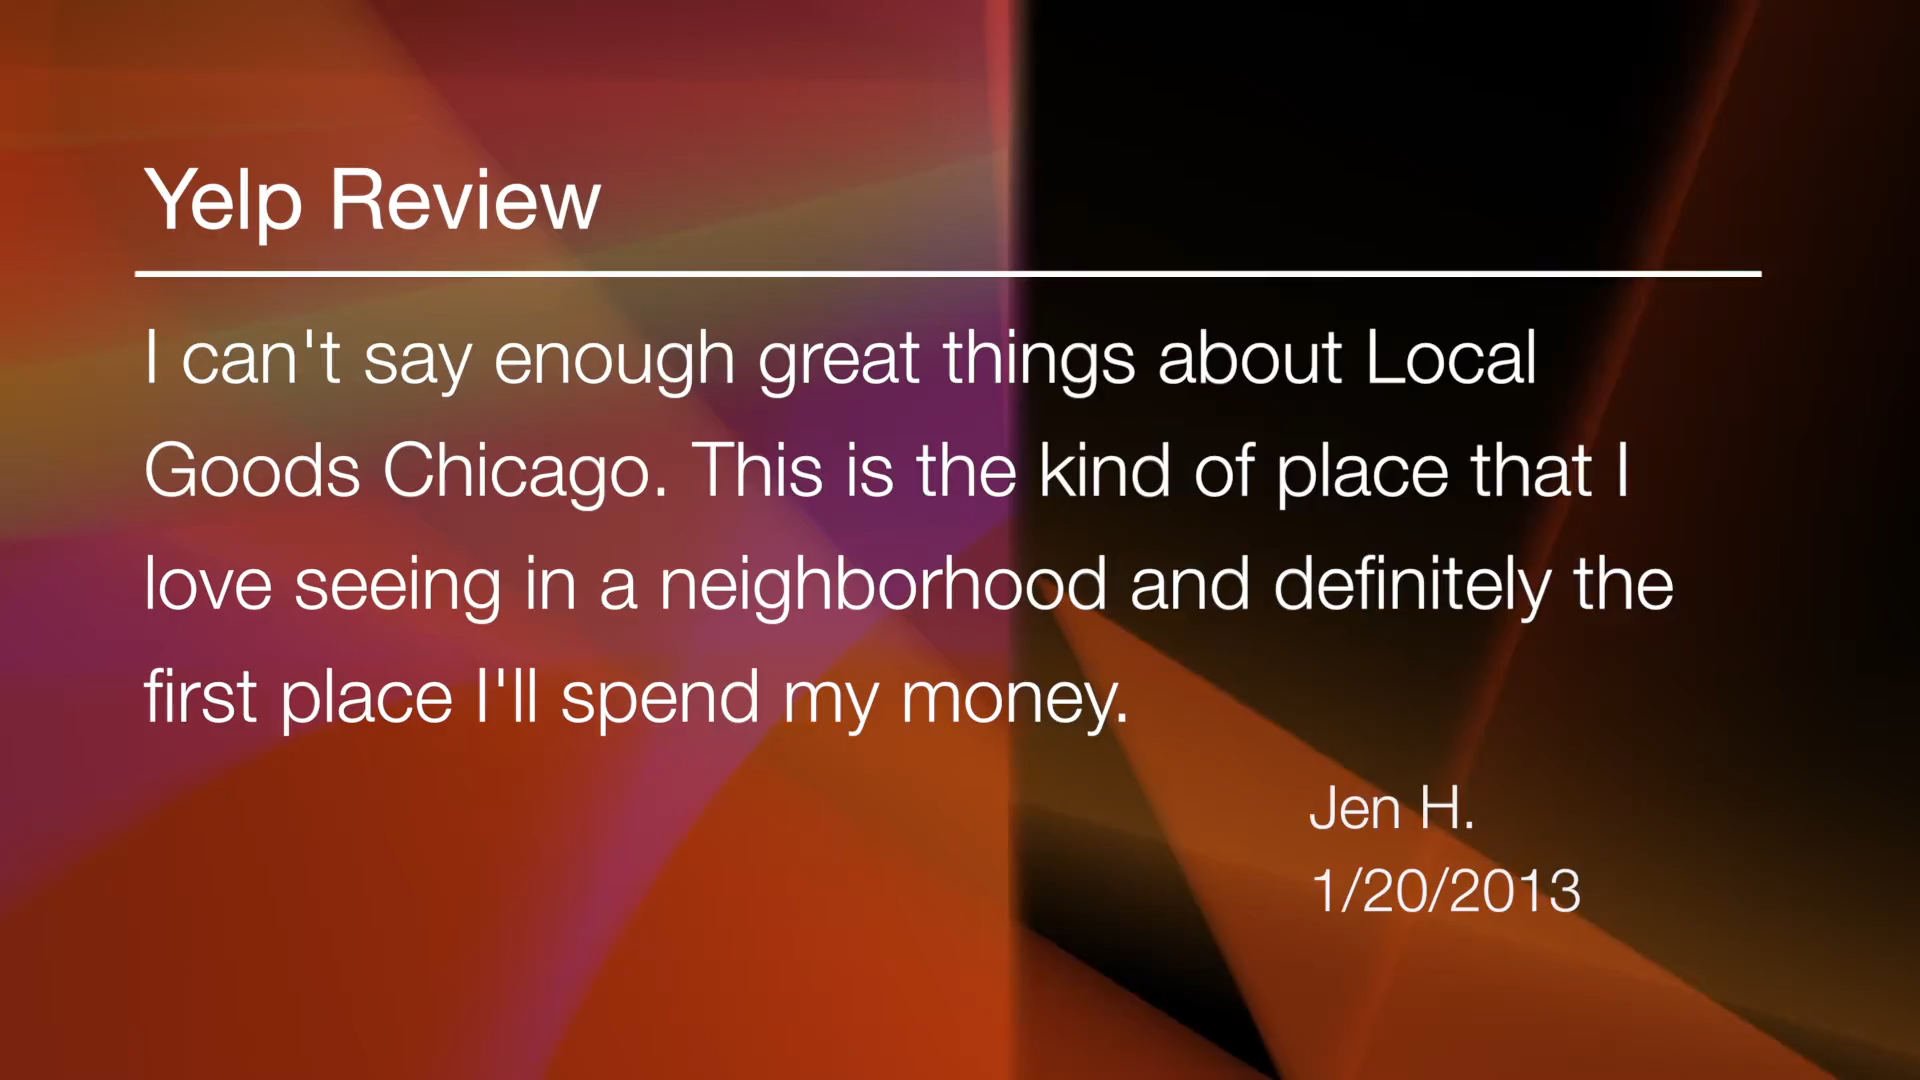 Yelp Review
I can't say enough great things about Local
Goods Chicago. This is the kind of place that I
love seeing in a neighborhood and definitely the
first place I'll spend my money.
Jen H.
1/20/2013